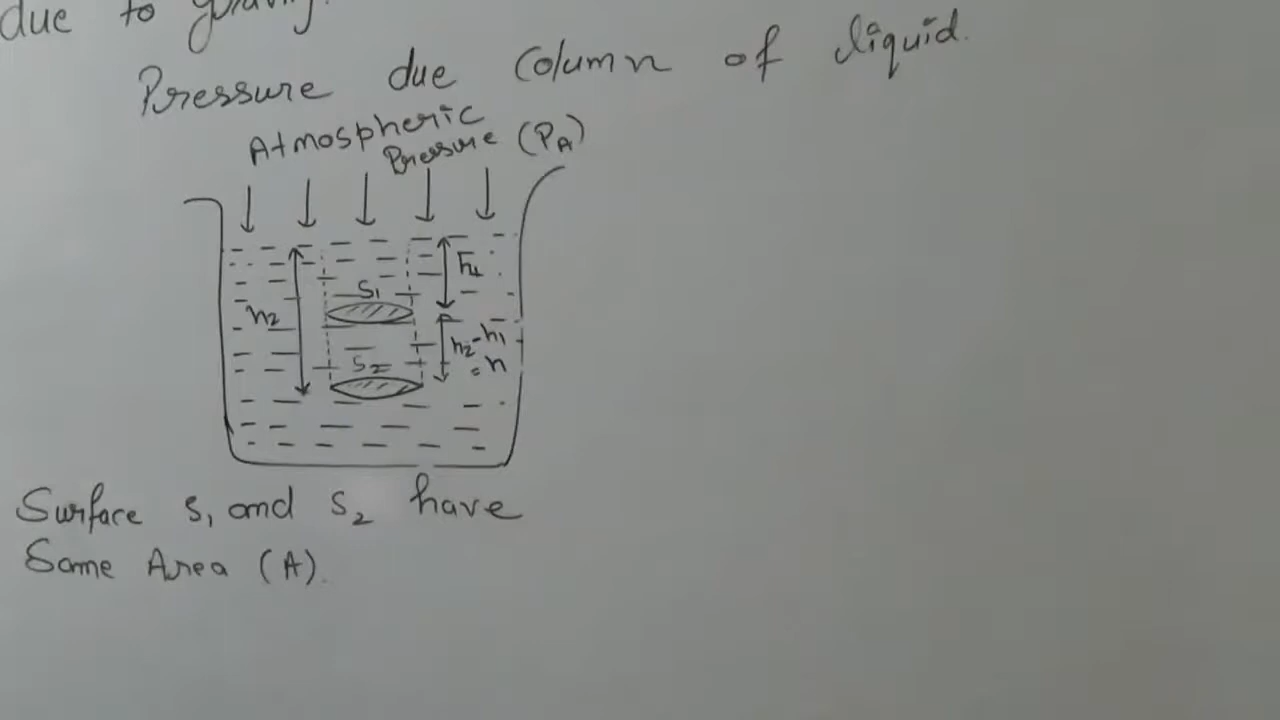 due to gravity.
Pressure due Column of liquid.
Atmospheric
Pressure (PA)
h1
S1
h2
h2-h1
S2
= h
Surface S1 and S2 have
Same Area (A).